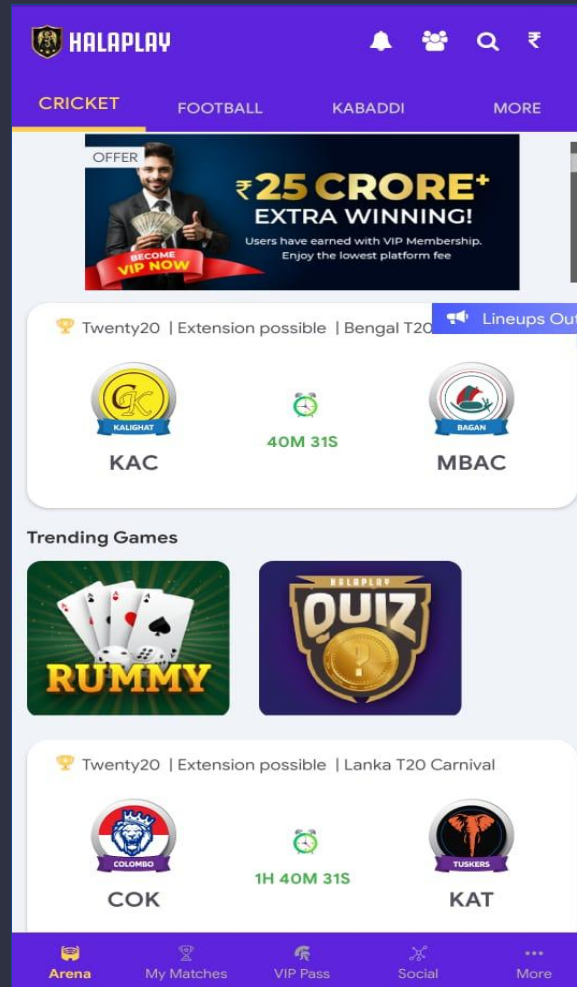 HALAPLAY
₹
CRICKET
FOOTBALL
KABADDI
MORE
OFFER
₹25 CRORE+
EXTRA WINNING!
Users have earned with VIP Membership.
Enjoy the lowest platform fee
BECOME
VIP NOW
Twenty20 | Extension possible | Bengal T20
Lineups Out
CK
KALIGHAT
BAGAN
40M 31S
KAC
MBAC
Trending Games
RUMMY
HALAPLAY
QUIZ
?
Twenty20 | Extension possible | Lanka T20 Carnival
COLOMBO
TUSKERS
1H 40M 31S
COK
KAT
Arena
My Matches
VIP Pass
Social
More